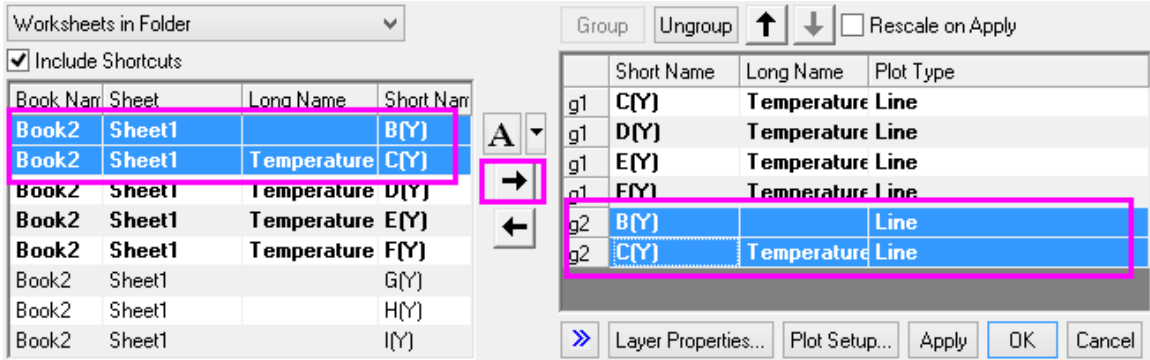 Worksheets in Folder
Include Shortcuts
Book Nam Sheet Long Name Short Nam
Book2 Sheet1 B(Y)
Book2 Sheet1 Temperature C(Y)
Book2 Sheet1 Temperature D(Y)
Book2 Sheet1 Temperature E(Y)
Book2 Sheet1 Temperature F(Y)
Book2 Sheet1 G(Y)
Book2 Sheet1 H(Y)
Book2 Sheet1 I(Y)
A
Group Ungroup Rescale on Apply
Short Name Long Name Plot Type
g1 C(Y) Temperature Line
g1 D(Y) Temperature Line
g1 E(Y) Temperature Line
g1 F(Y) Temperature Line
g2 B(Y) Line
g2 C(Y) Temperature Line
Layer Properties... Plot Setup... Apply OK Cancel